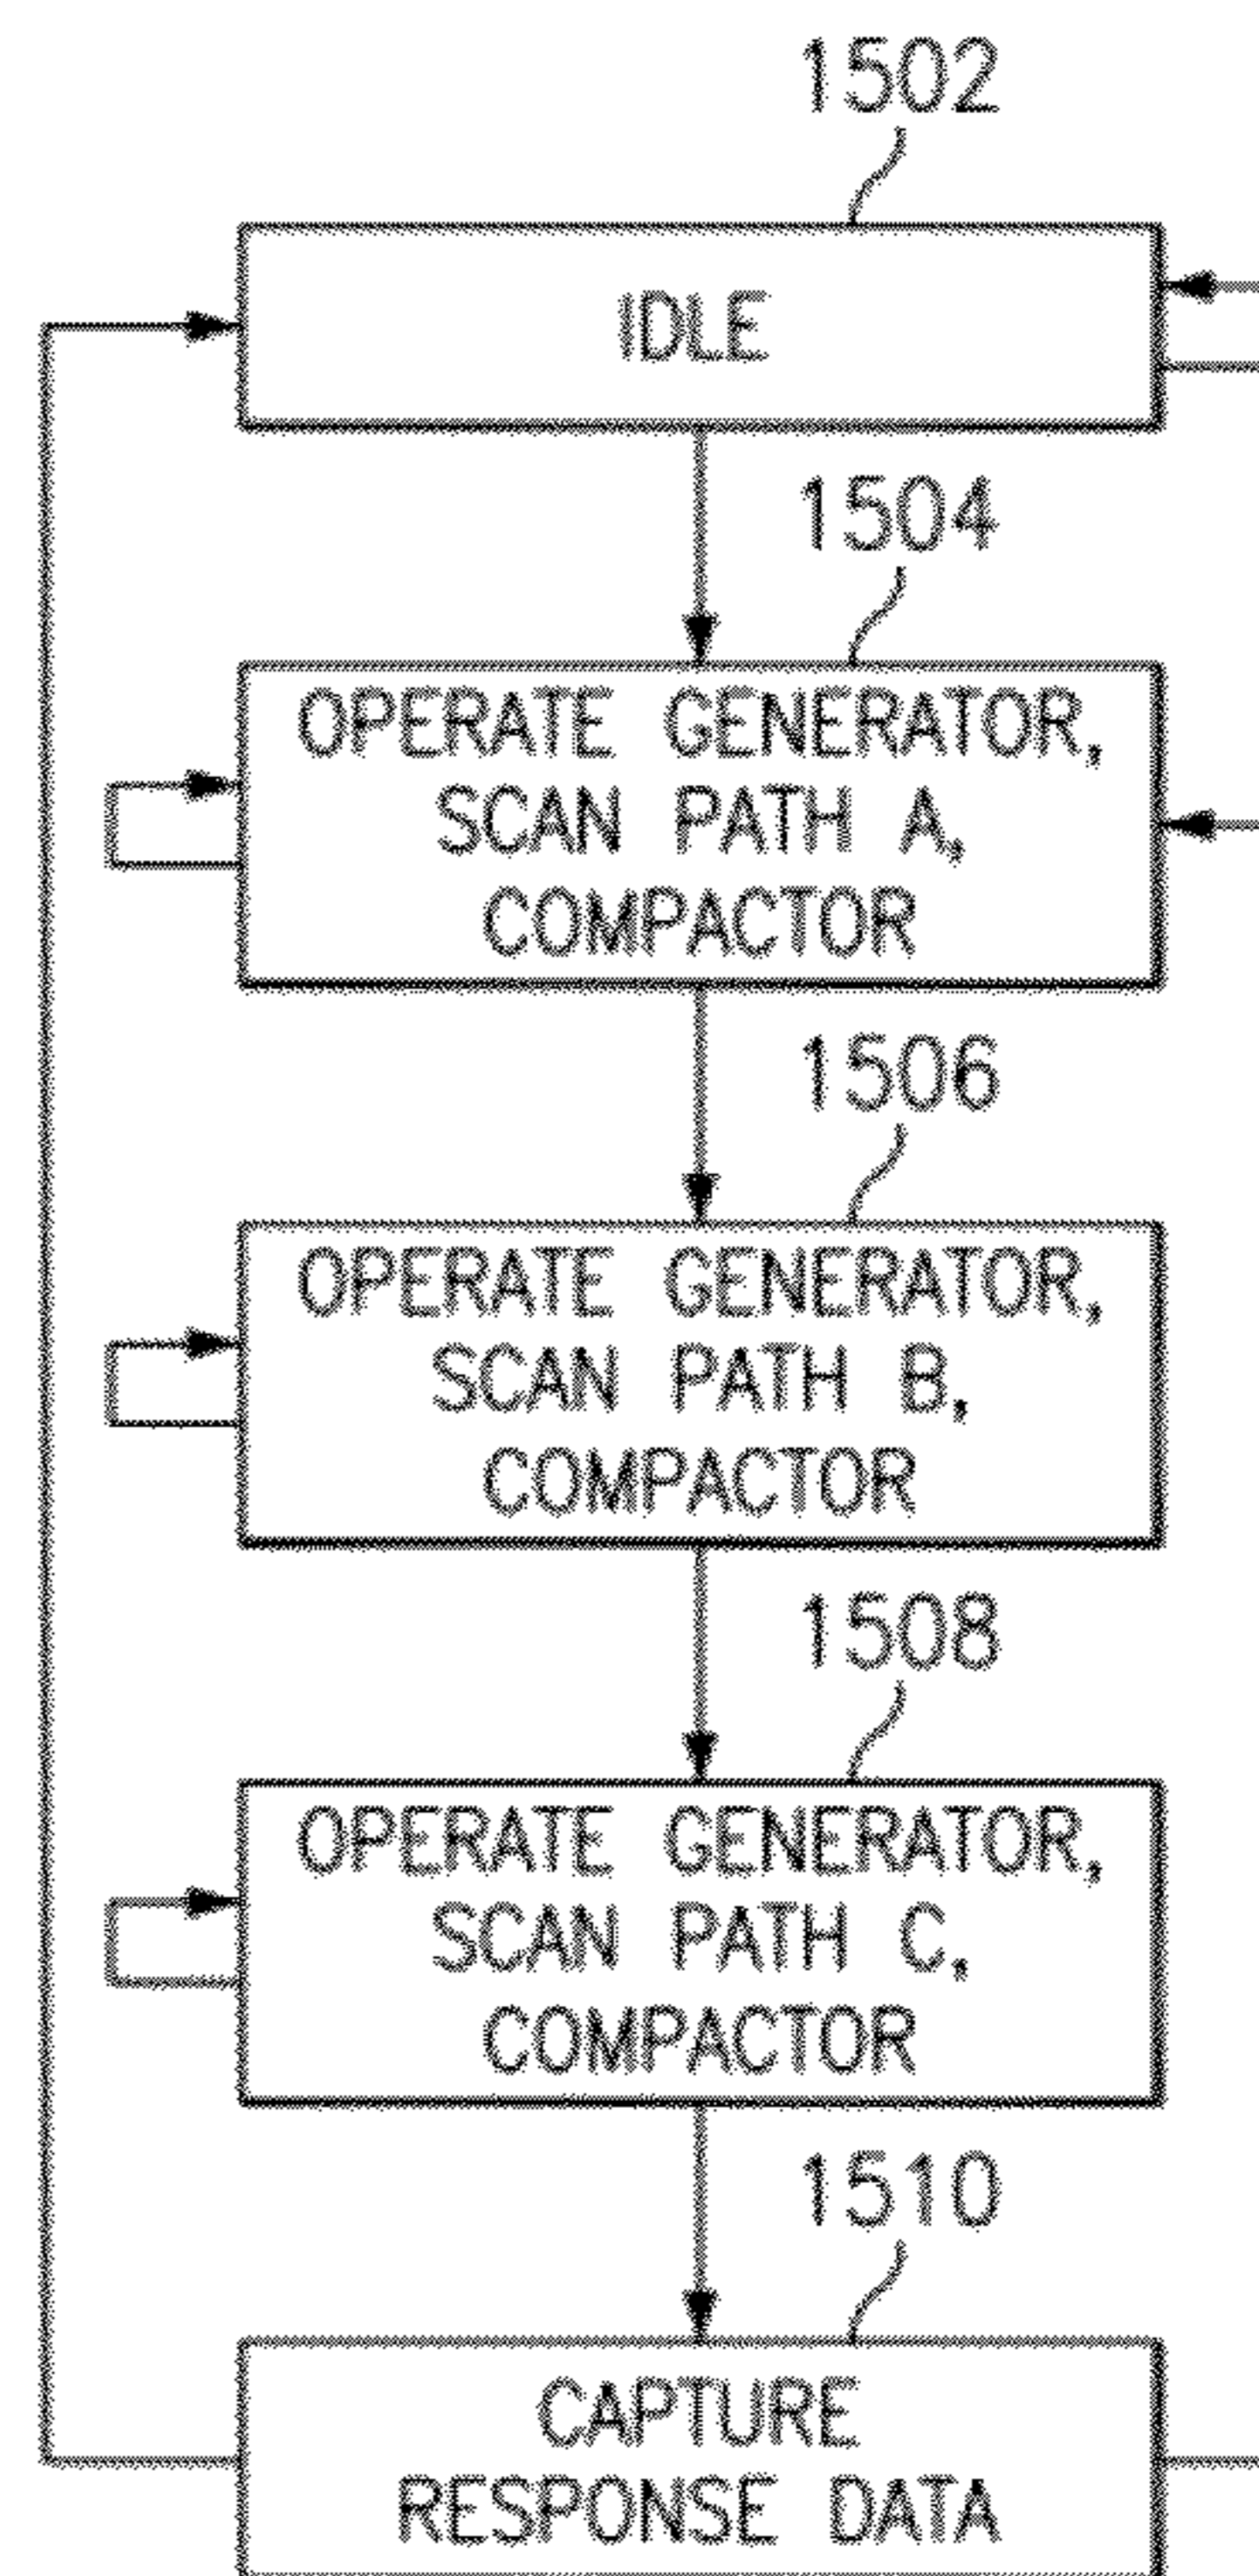 1502
IDLE
1504
OPERATE GENERATOR,
SCAN PATH A,
COMPACTOR
1506
OPERATE GENERATOR,
SCAN PATH B,
COMPACTOR
1508
OPERATE GENERATOR,
SCAN PATH C,
COMPACTOR
1510
CAPTURE
RESPONSE DATA